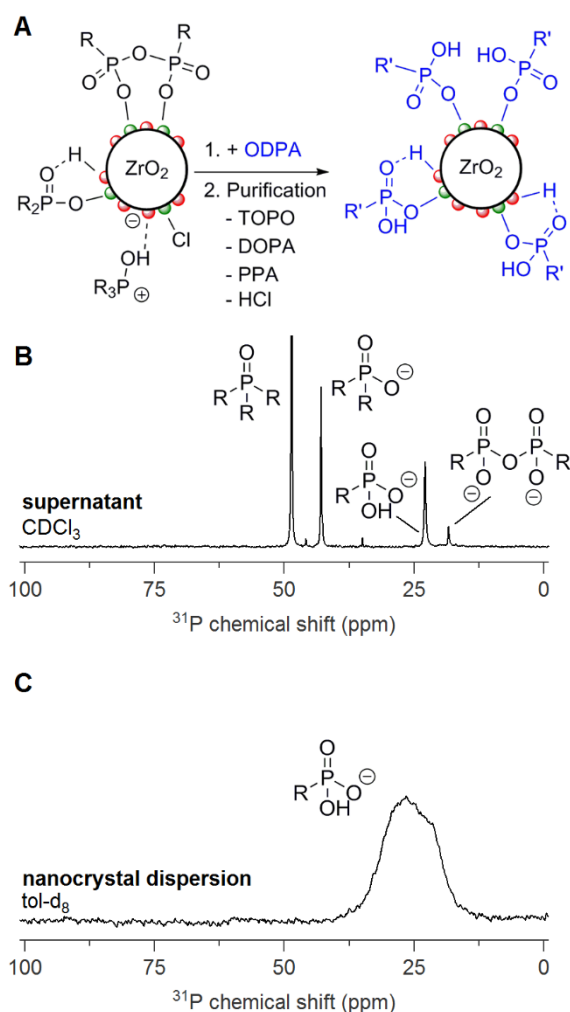 A
R R
P O P
O O
O O
H
O
P
R2 O
ZrO2
⊖
Cl
OH
R3P
⊕
1. + ODPA
2. Purification
- TOPO
- DOPA
- PPA
- HCl
OH R'
R' P HO P
O O
O O
H
O
P
R' O
OH
ZrO2
H
O
O P
HO R'
B
O
P
R R
R
O
P ⊖
R O
R
O
P ⊖
R O
OH
O O
P P
R O R
O O
⊖ ⊖
supernatant
CDCl3
100 75 50 25 0
31P chemical shift (ppm)
C
O
P ⊖
R O
OH
nanocrystal dispersion
tol-d8
100 75 50 25 0
31P chemical shift (ppm)